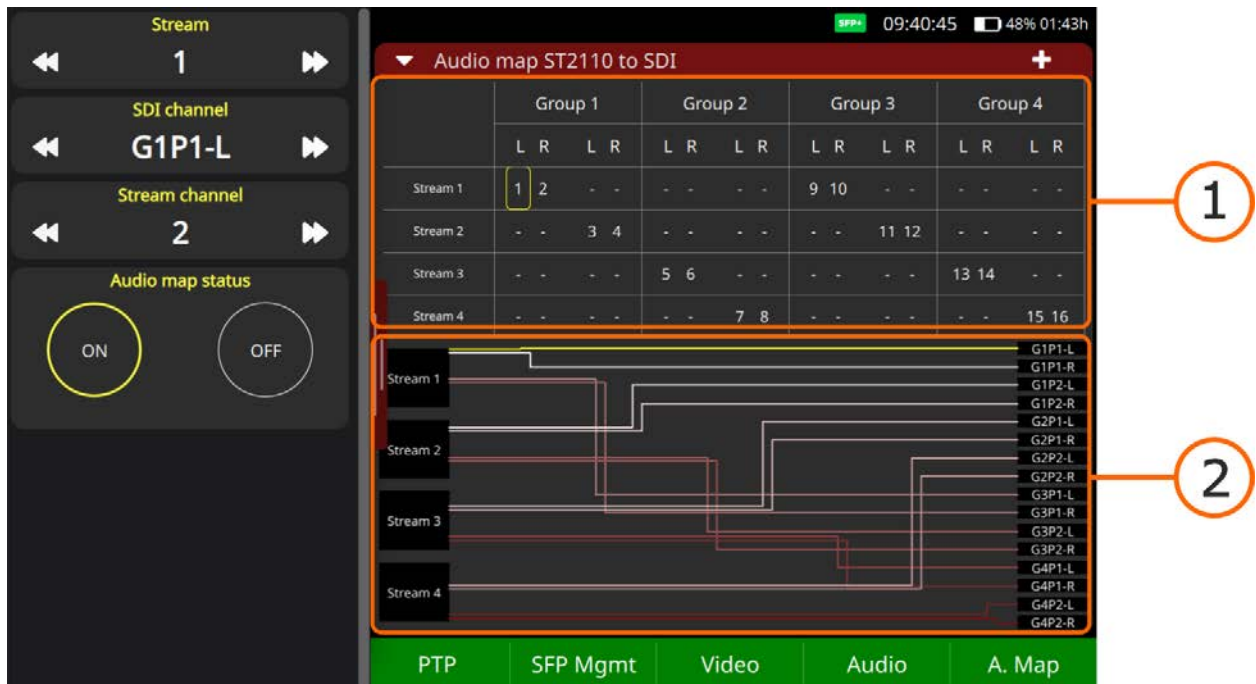 Stream
1
SDI channel
G1P1-L
Stream channel
2
Audio map status
ON OFF
SFP+ 09:40:45 48% 01:43h
Audio map ST2110 to SDI +
Group 1 Group 2 Group 3 Group 4
L R L R L R L R L R L R L R L R
Stream 1 1 2 - - - - - - 9 10 - - - - - -
Stream 2 - - 3 4 - - - - - - 11 12 - - - -
Stream 3 - - - - 5 6 - - - - - - 13 14 - -
Stream 4 - - - - - - 7 8 - - - - - - 15 16
1
Stream 1
Stream 2
Stream 3
Stream 4
G1P1-L
G1P1-R
G1P2-L
G1P2-R
G2P1-L
G2P1-R
G2P2-L
G2P2-R
G3P1-L
G3P1-R
G3P2-L
G3P2-R
G4P1-L
G4P1-R
G4P2-L
G4P2-R
2
PTP SFP Mgmt Video Audio A. Map